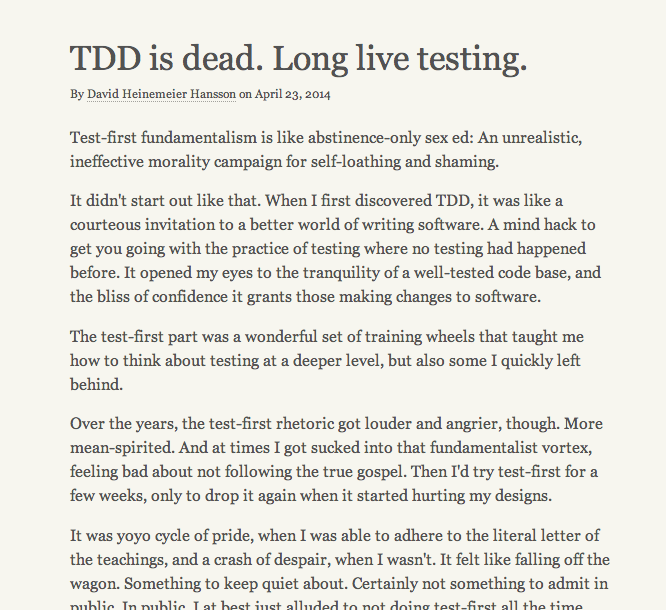 TDD is dead. Long live testing.
By David Heinemeier Hansson on April 23, 2014
Test-first fundamentalism is like abstinence-only sex ed: An unrealistic,
ineffective morality campaign for self-loathing and shaming.
It didn't start out like that. When I first discovered TDD, it was like a
courteous invitation to a better world of writing software. A mind hack to
get you going with the practice of testing where no testing had happened
before. It opened my eyes to the tranquility of a well-tested code base, and
the bliss of confidence it grants those making changes to software.
The test-first part was a wonderful set of training wheels that taught me
how to think about testing at a deeper level, but also some I quickly left
behind.
Over the years, the test-first rhetoric got louder and angrier, though. More
mean-spirited. And at times I got sucked into that fundamentalist vortex,
feeling bad about not following the true gospel. Then I'd try test-first for a
few weeks, only to drop it again when it started hurting my designs.
It was yoyo cycle of pride, when I was able to adhere to the literal letter of
the teachings, and a crash of despair, when I wasn't. It felt like falling off the
wagon. Something to keep quiet about. Certainly not something to admit in
public. In public, I at best just alluded to not doing test-first all the time